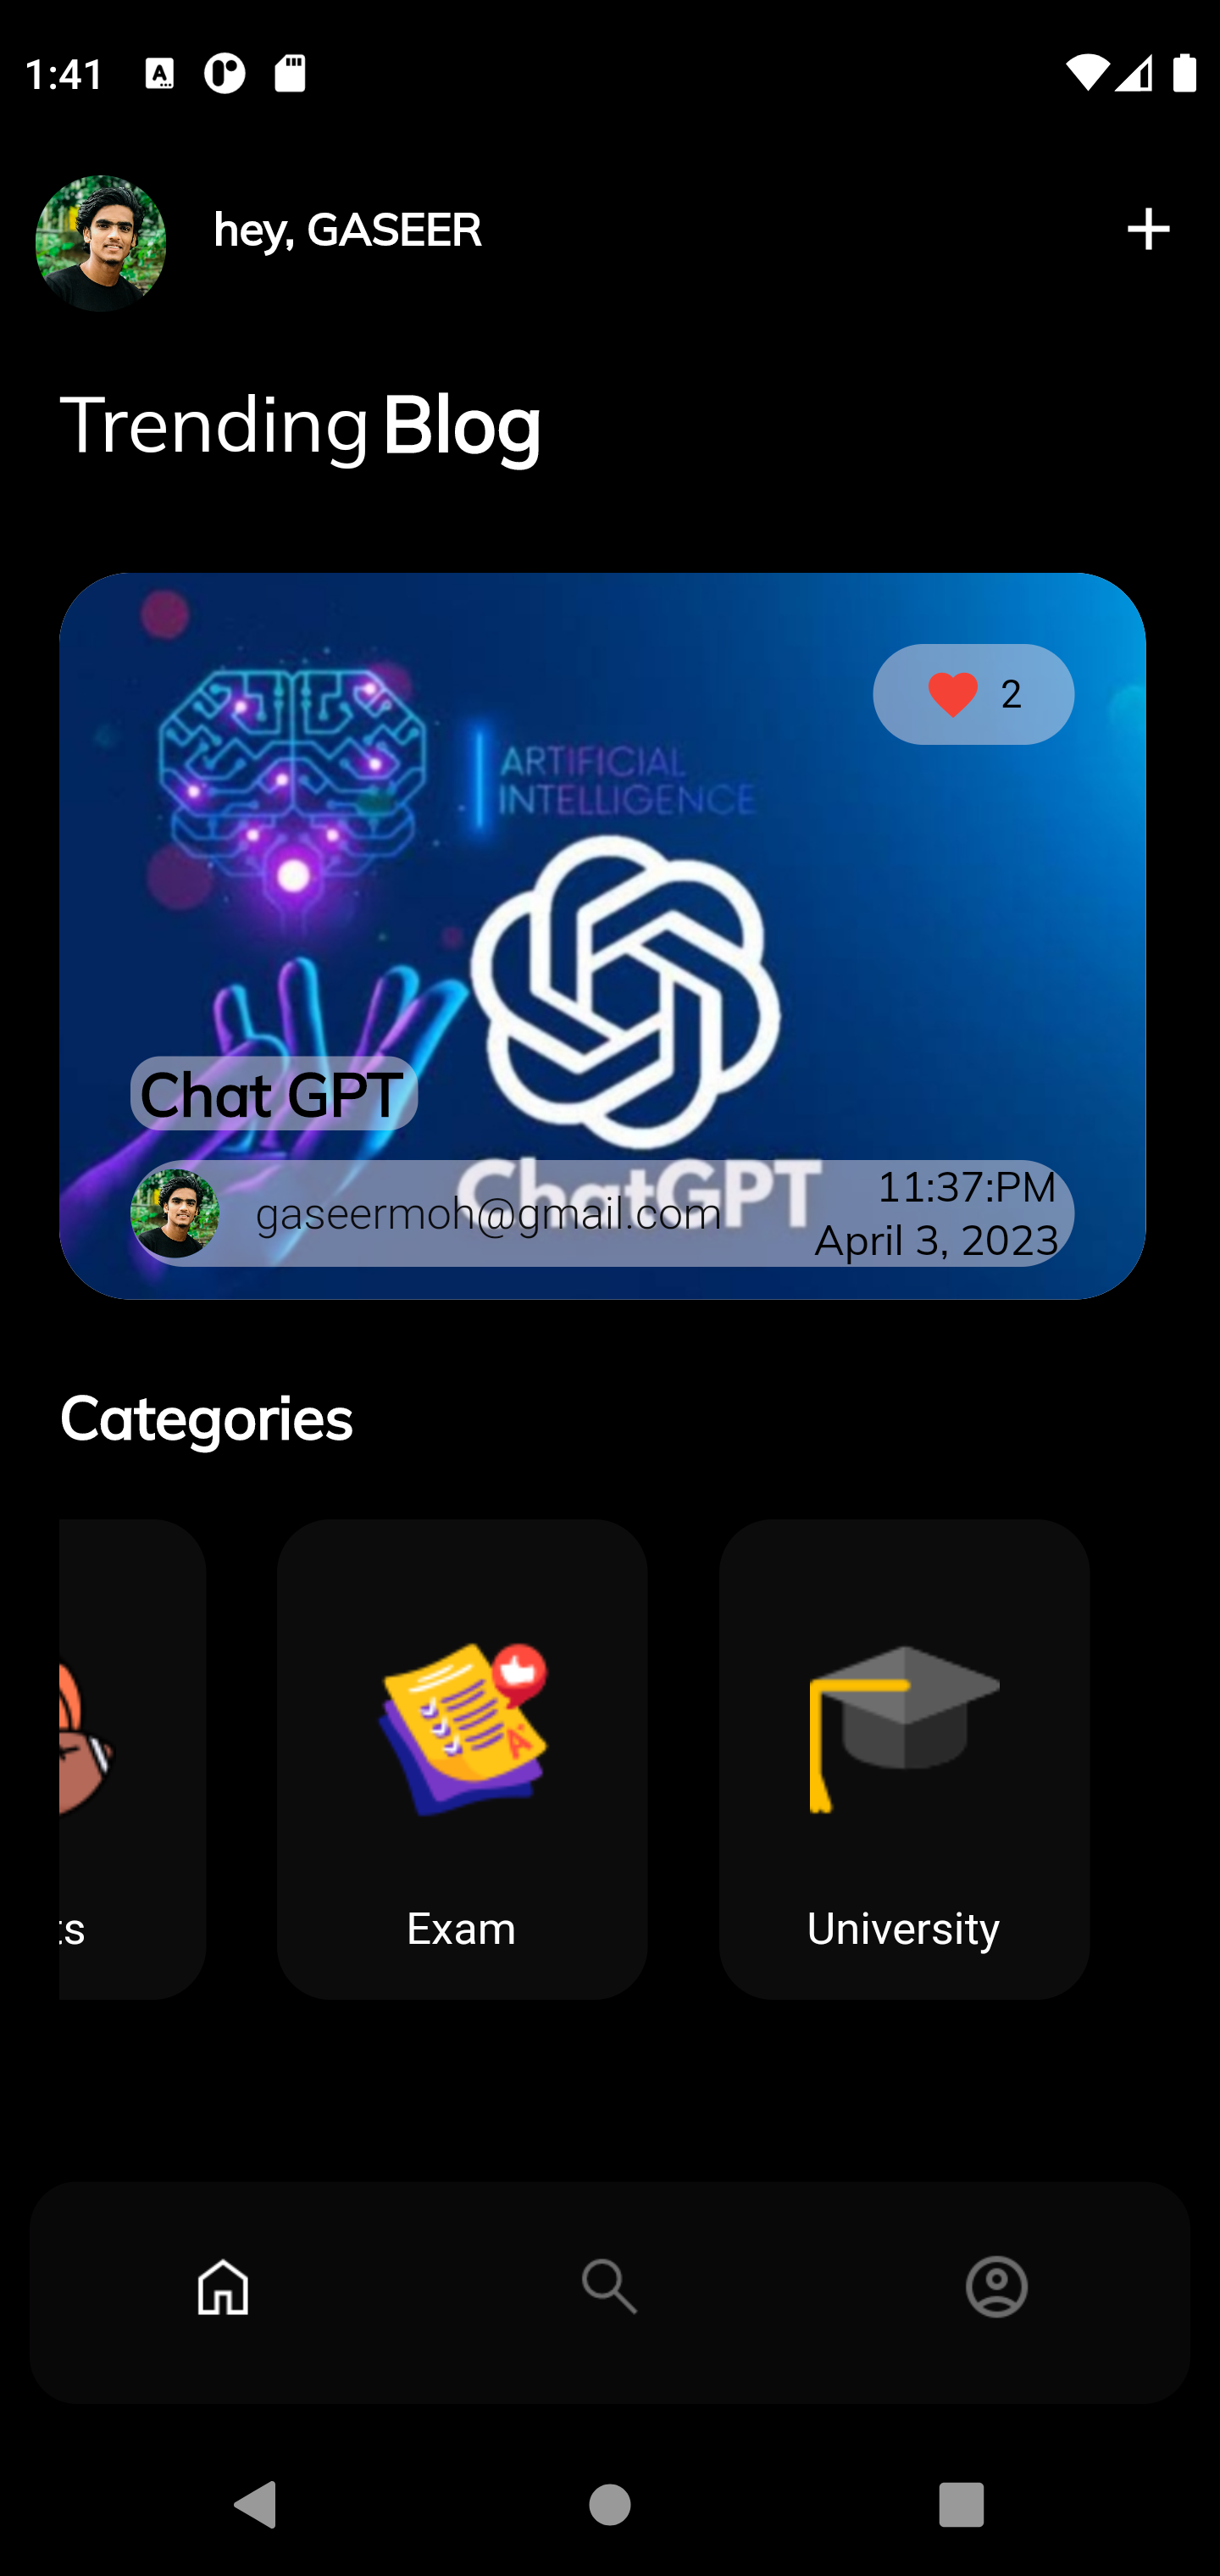 1:41
hey, GASEER
Trending Blog
2
ARTIFICIAL
INTELLIGENCE
Chat GPT
ChatGPT
gaseermoh@gmail.com
11:37:PM
April 3, 2023
Categories
ts
Exam
University